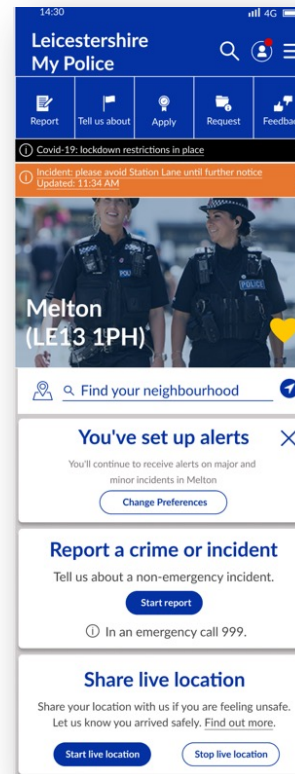 14:30
4G
Leicestershire
My Police
Report
Tell us about
Apply
Request
Feedbac
Covid-19: lockdown restrictions in place
Incident: please avoid Station Lane until further notice
Updated: 11:34 AM
POLICE
Melton
(LE13 1PH)
Find your neighbourhood
You've set up alerts
You'll continue to receive alerts on major and
minor incidents in Melton
Change Preferences
Report a crime or incident
Tell us about a non-emergency incident.
Start report
In an emergency call 999.
Share live location
Share your location with us if you are feeling unsafe.
Let us know you arrived safely. Find out more.
Start live location
Stop live location